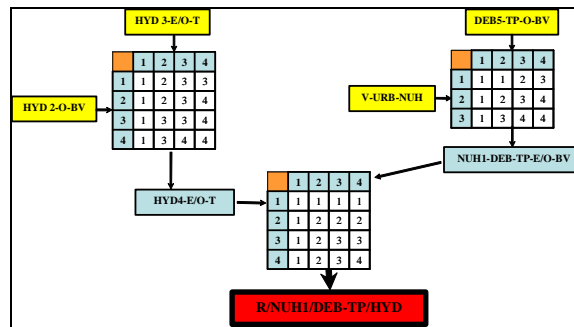 HYD 3-E/O-T
DEB5-TP-O-BV
1 2 3 4
1 1 2 3 3
2 1 2 3 4
3 1 3 3 4
4 1 3 4 4
HYD 2-O-BV
1 2 3 4
1 1 1 2 3
2 1 2 3 4
3 1 3 4 4
V-URB-NUH
NUH1-DEB-TP-E/O-BV
HYD4-E/O-T
1 2 3 4
1 1 1 1 1
2 1 2 2 2
3 1 2 3 3
4 1 2 3 4
R/NUH1/DEB-TP/HYD